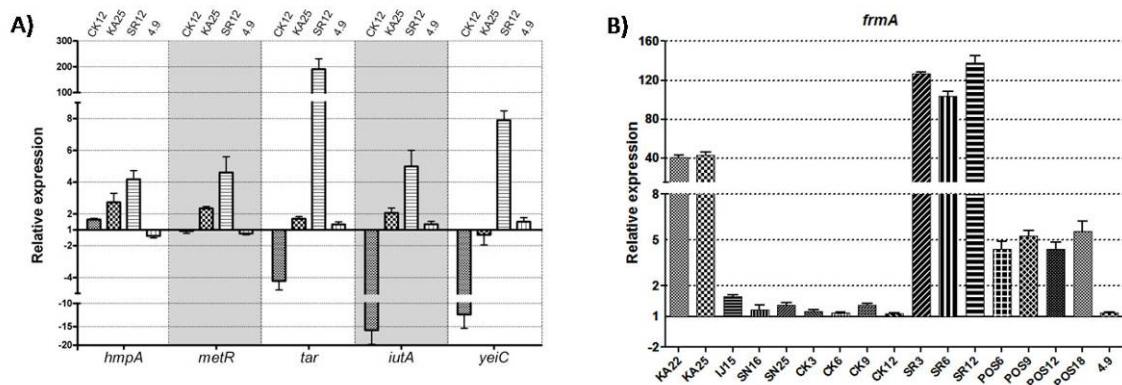 A)
CK12 KA25 SR12 4.9 CK12 KA25 SR12 4.9 CK12 KA25 SR12 4.9 CK12 KA25 SR12 4.9 CK12 KA25 SR12 4.9
Relative expression
300
200
100
8
6
4
2
1
-2
-4
-10
-15
-20
hmpA metR tar iutA yeiC
B)
frmA
Relative expression
160
120
80
40
8
5
2
1
-2
KA22 KA25 IJ15 SN16 SN25 CK3 CK6 CK9 CK12 SR3 SR6 SR12 POS6 POS9 POS12 POS18 4.9